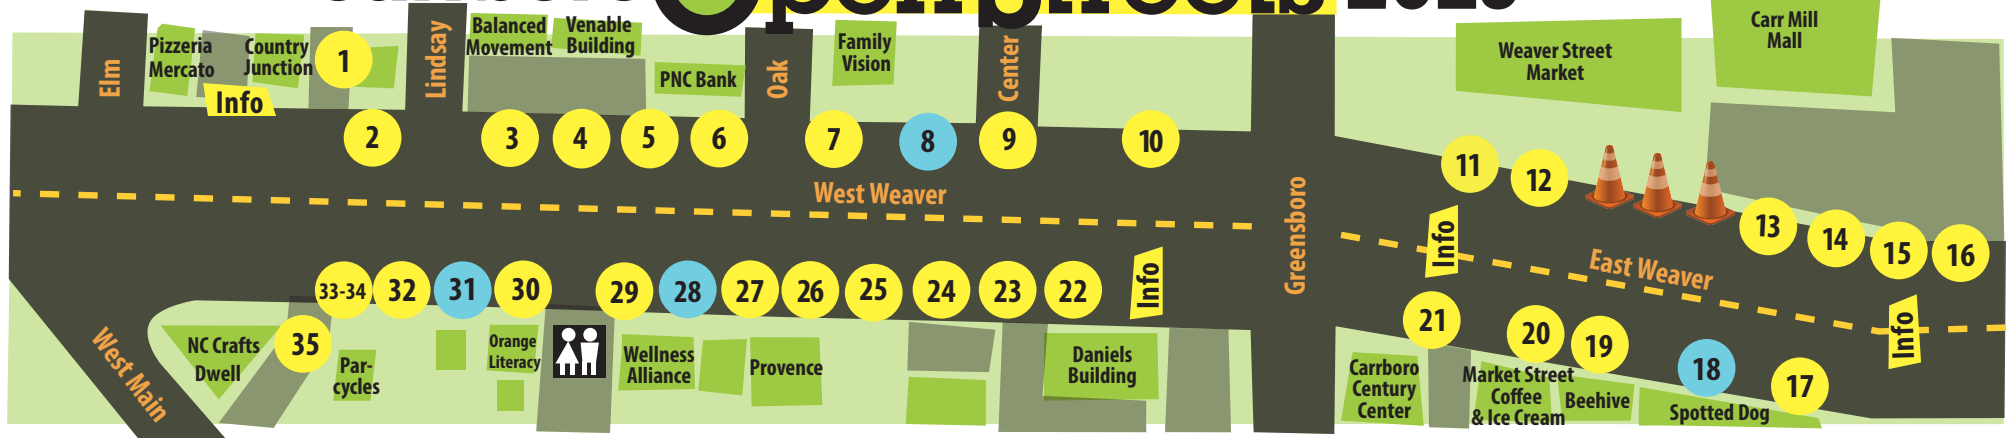 Elm
Pizzeria
Mercato
Country
Junction
1
Info
Lindsay
Balanced
Movement
Venable
Building
PNC Bank
Oak
Family
Vision
Center
Weaver Street
Market
Carr Mill
Mall
2
3
4
5
6
7
8
9
10
11
12
13
14
15
16
West Weaver
Greensboro
Info
East Weaver
Info
Info
33-34
32
31
30
29
28
27
26
25
24
23
22
21
20
19
18
17
West Main
NC Crafts
Dwell
35
Par-
cycles
Orange
Literacy
Wellness
Alliance
Provence
Daniels
Building
Carrboro
Century
Center
Market Street
Coffee
& Ice Cream
Beehive
Spotted Dog